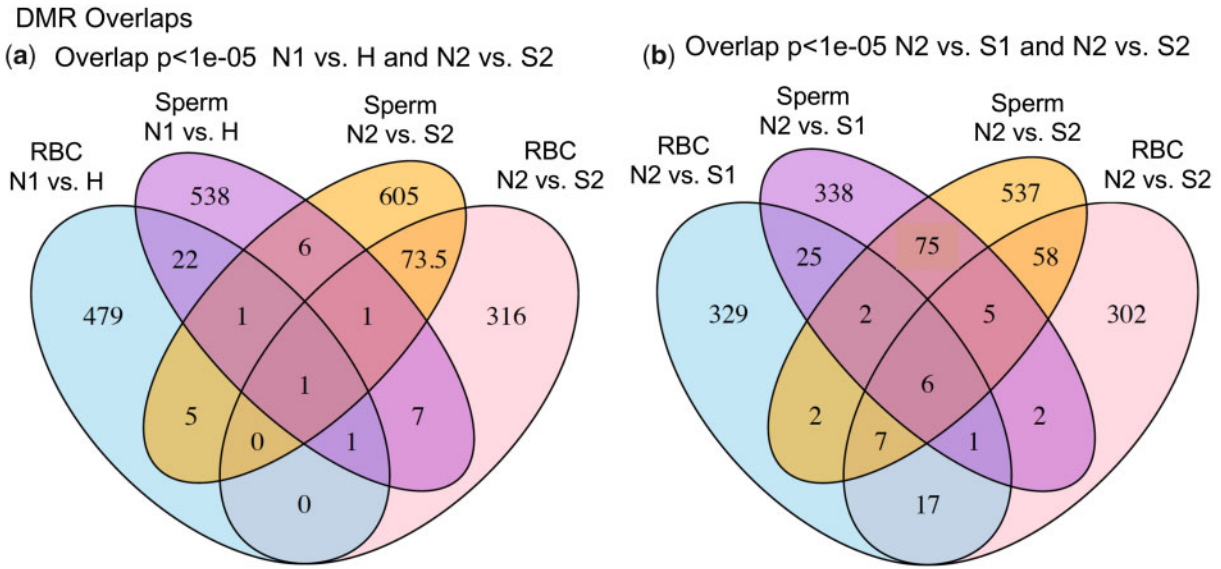 DMR Overlaps
(a) Overlap p<1e-05 N1 vs. H and N2 vs. S2
Sperm
N1 vs. H
Sperm
N2 vs. S2
RBC
N1 vs. H
RBC
N2 vs. S2
538
605
22
6
73.5
479
1
1
316
1
5
0
1
7
0
(b) Overlap p<1e-05 N2 vs. S1 and N2 vs. S2
Sperm
N2 vs. S1
Sperm
N2 vs. S2
RBC
N2 vs. S1
RBC
N2 vs. S2
338
537
25
75
58
329
2
5
302
6
2
7
1
2
17